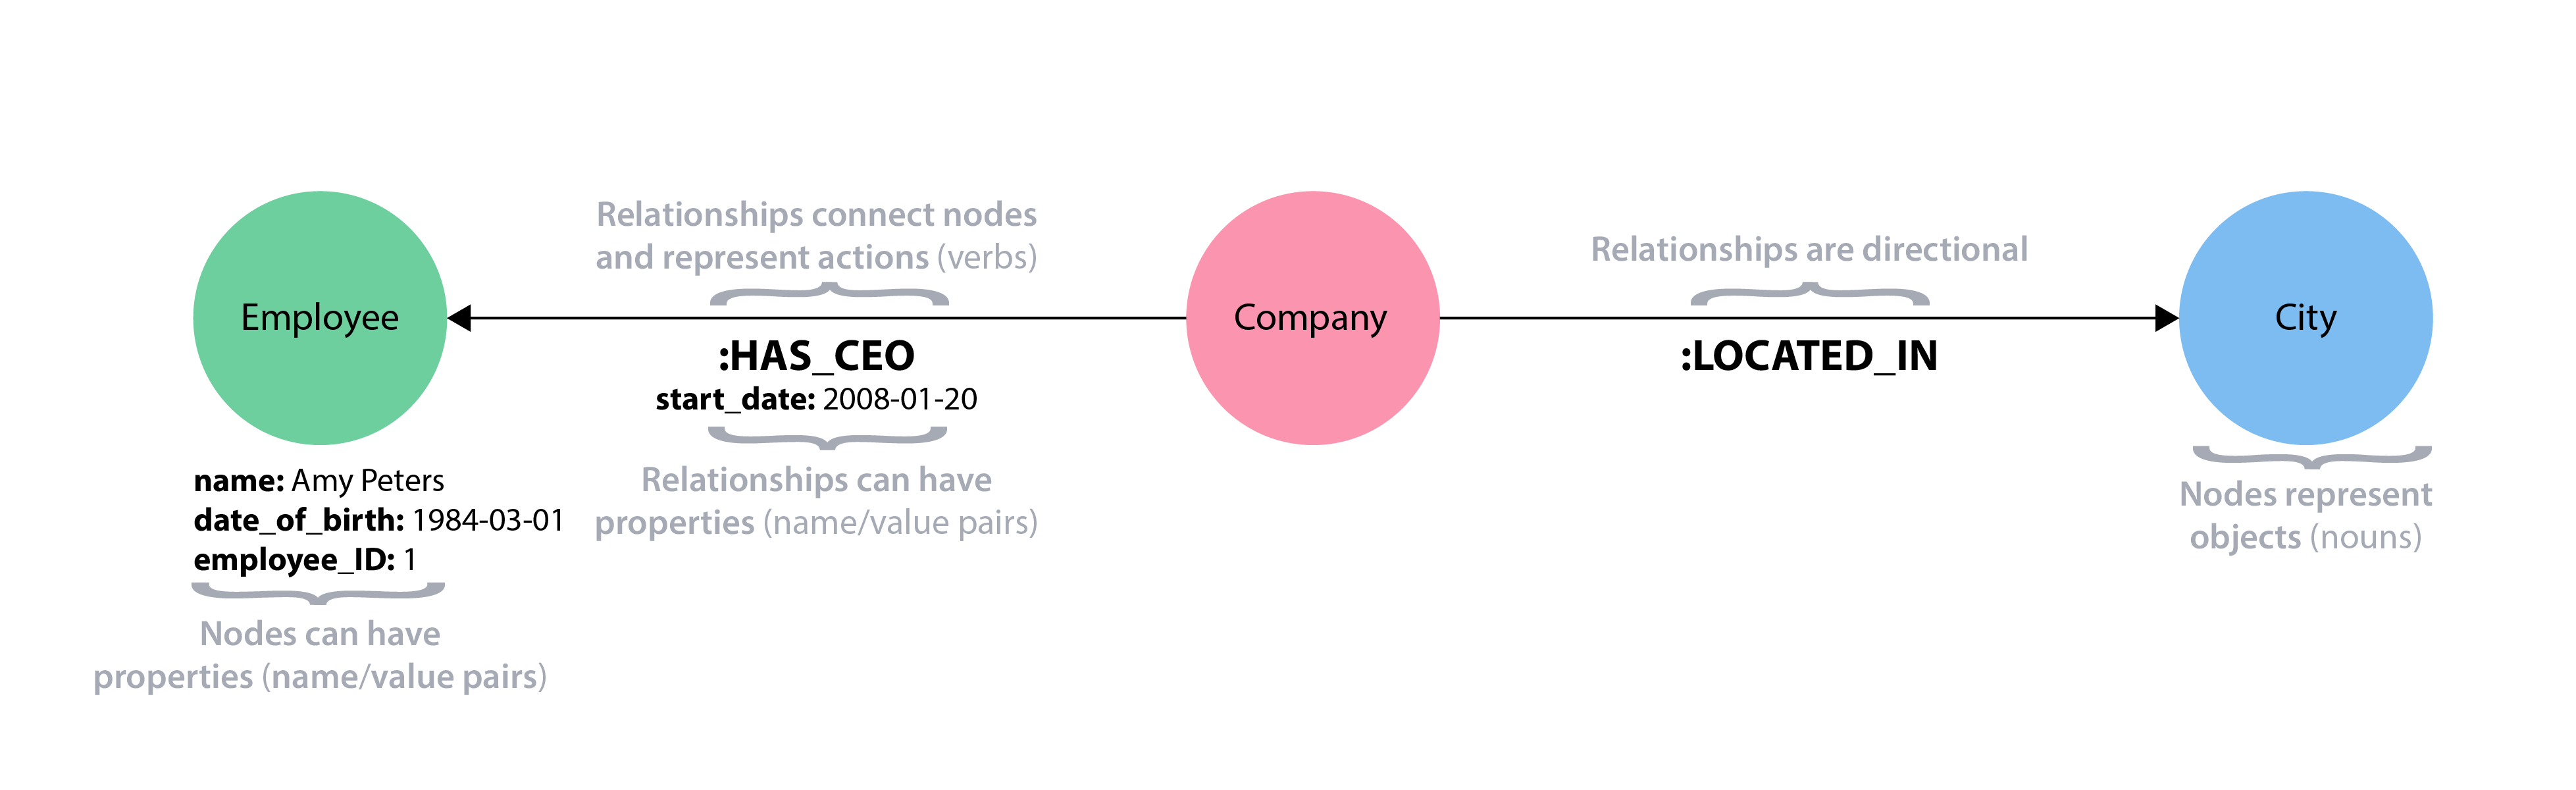 Employee
name: Amy Peters
date_of_birth: 1984-03-01
employee_ID: 1
Nodes can have
properties (name/value pairs)
Relationships connect nodes
and represent actions (verbs)
:HAS_CEO
start_date: 2008-01-20
Relationships can have
properties (name/value pairs)
Company
Relationships are directional
:LOCATED_IN
City
Nodes represent
objects (nouns)